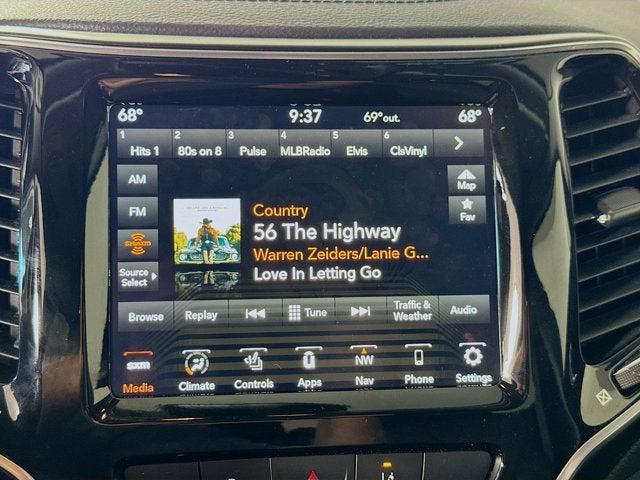 68° 9:37 69°out. 68°
1 Hits 1 2 80s on 8 3 Pulse 4 MLBRadio 5 Elvis 6 ClsVinyl
AM
FM
siriusxm
Source Select
Map
Fav
Country
56 The Highway
Warren Zeiders/Lanie G...
Love In Letting Go
Browse Replay Tune Traffic & Weather Audio
sxm NW
Media Climate Controls Apps Nav Phone Settings